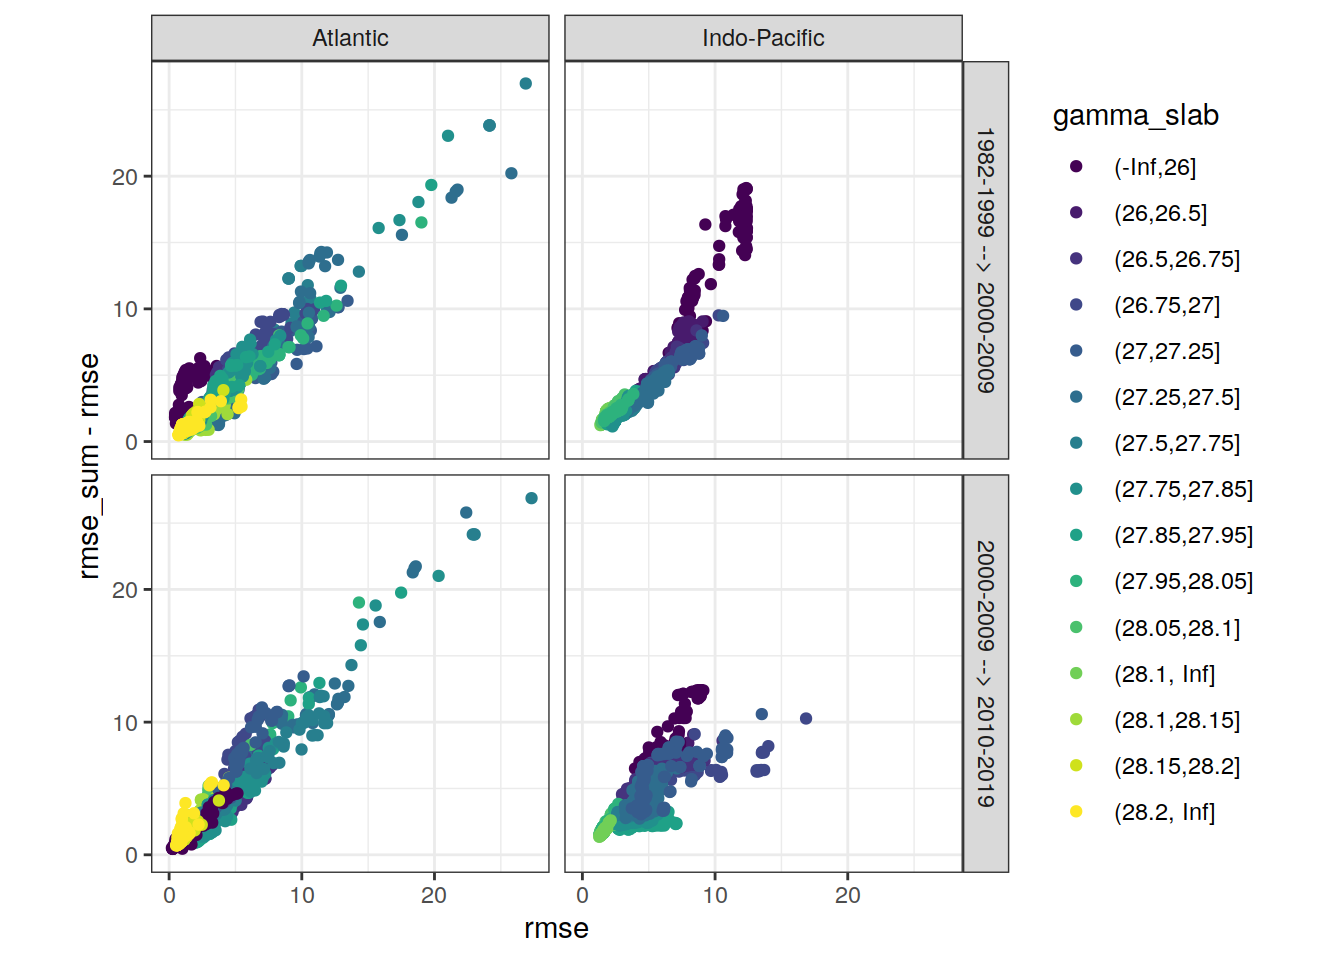 Atlantic
Indo-Pacific
1982-1999 --> 2000-2009
2000-2009 --> 2010-2019
rmse_sum - rmse
20
10
0
20
10
0
0
10
20
0
10
20
rmse
gamma_slab
(-Inf,26]
(26,26.5]
(26.5,26.75]
(26.75,27]
(27,27.25]
(27.25,27.5]
(27.5,27.75]
(27.75,27.85]
(27.85,27.95]
(27.95,28.05]
(28.05,28.1]
(28.1, Inf]
(28.1,28.15]
(28.15,28.2]
(28.2, Inf]